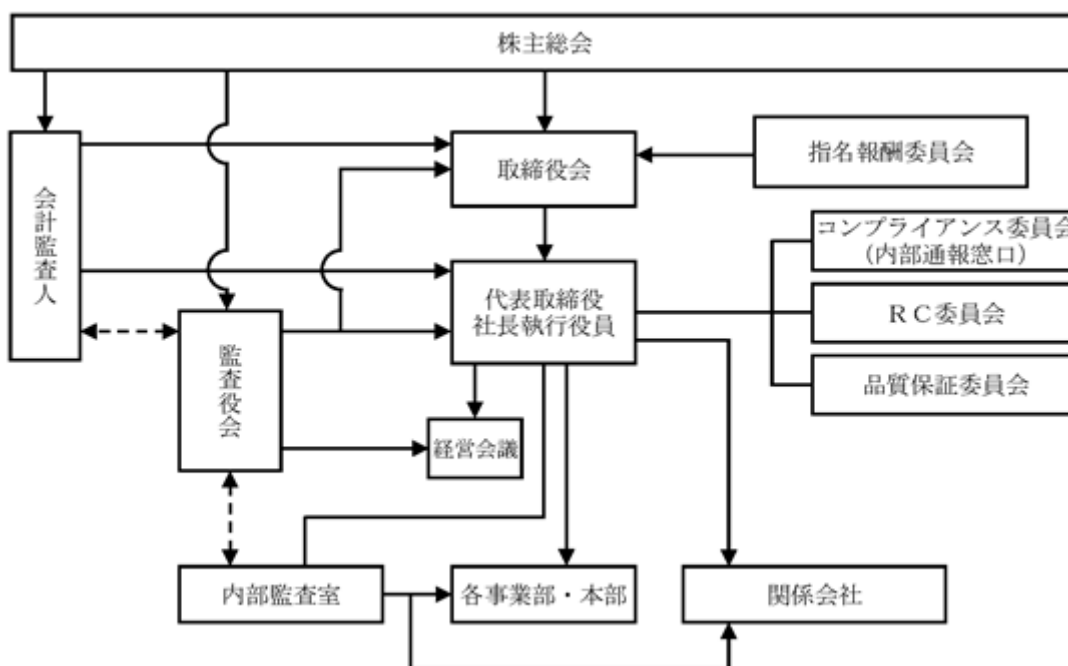 株主総会
会計監査人
取締役会
指名報酬委員会
コンプライアンス委員会
（内部通報窓口）
代表取締役
社長執行役員
ＲＣ委員会
監査役会
品質保証委員会
経営会議
内部監査室
各事業部・本部
関係会社